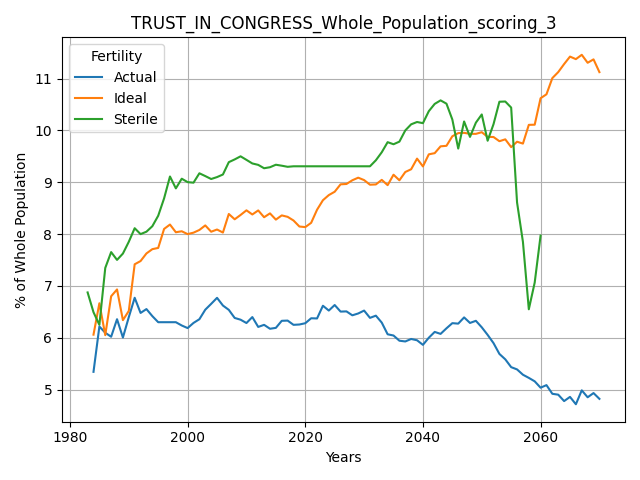 TRUST_IN_CONGRESS_Whole_Population_scoring_3
Fertility
Actual
Ideal
Sterile
% of Whole Population
11
10
9
8
7
6
5
1980
2000
2020
2040
2060
Years